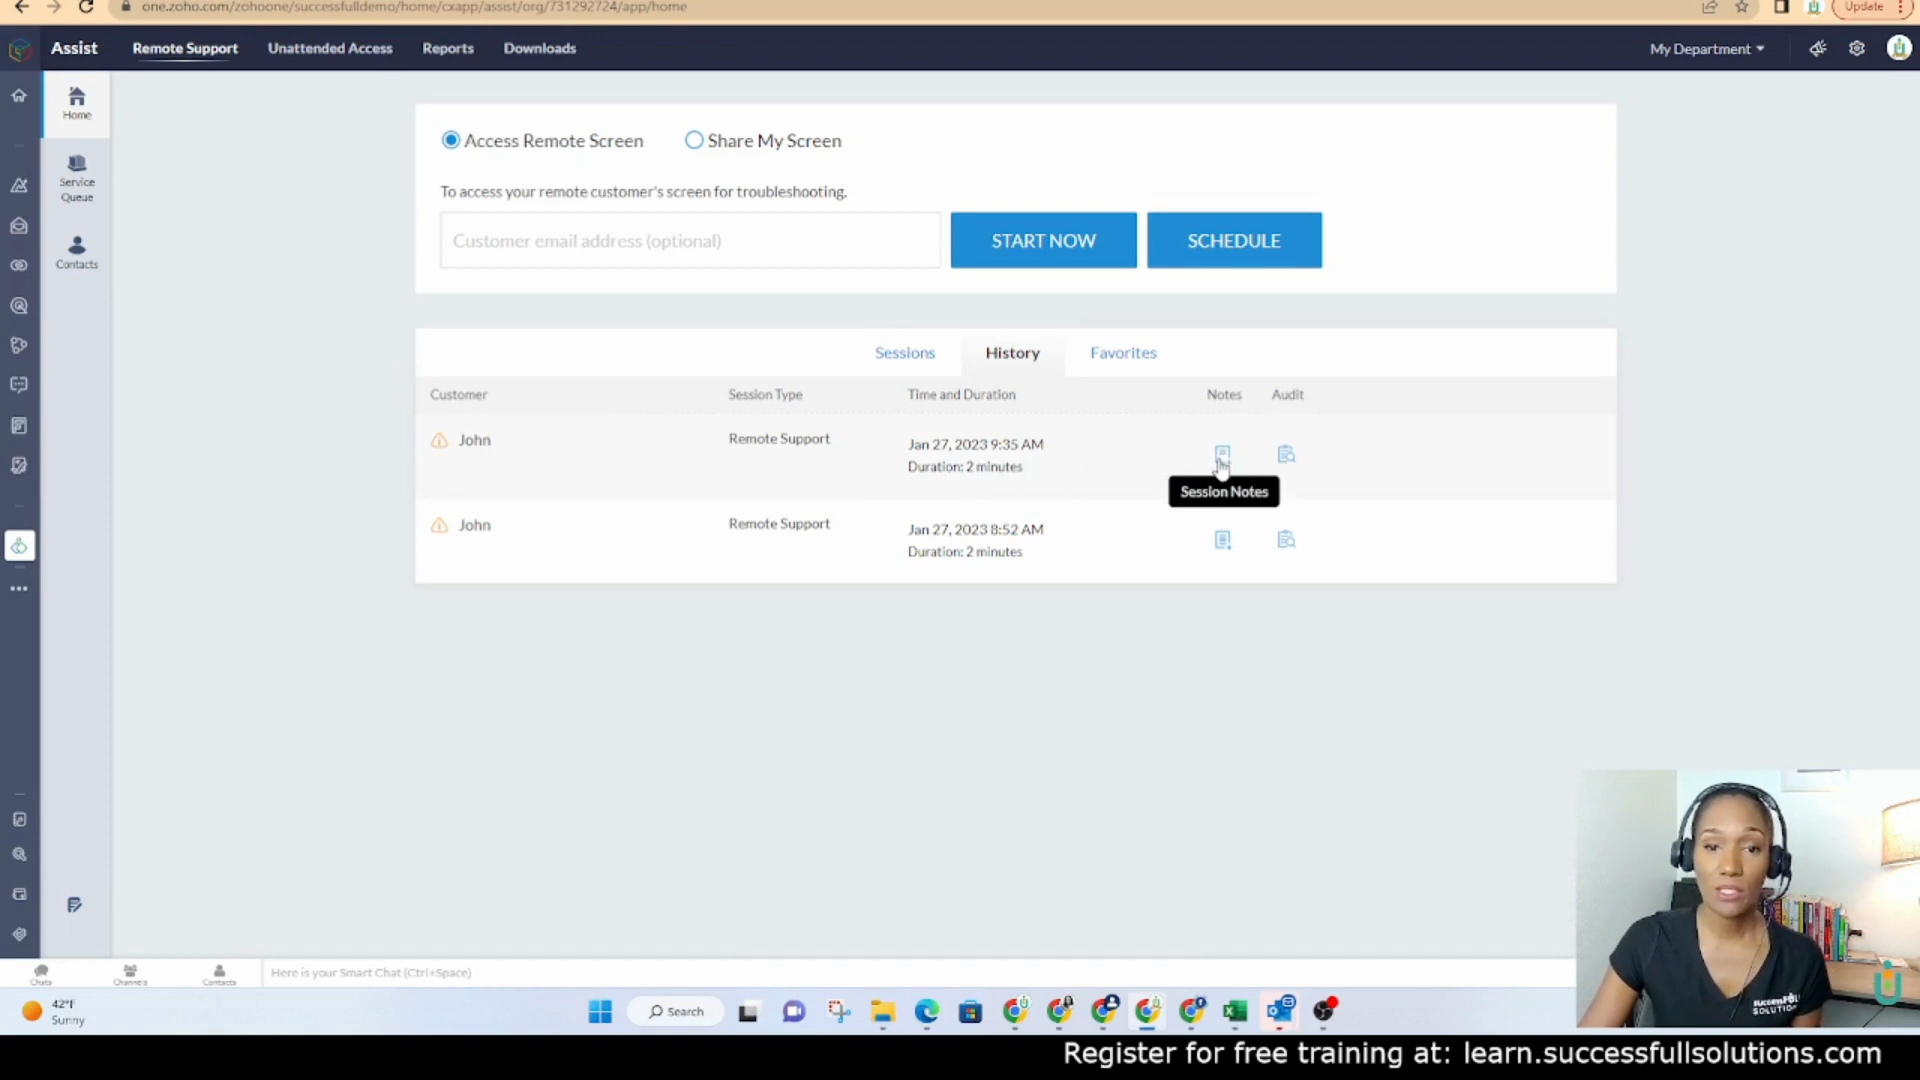 one.zoho.com/zohoone/successfulldemo/home/cxapp/assist/org/731292724/app/home
Update
Assist
Remote Support
Unattended Access
Reports
Downloads
My Department
Home
Service
Queue
Contacts
Access Remote Screen
Share My Screen
To access your remote customer's screen for troubleshooting.
Customer email address (optional)
START NOW
SCHEDULE
Sessions
History
Favorites
Customer
Session Type
Time and Duration
Notes
Audit
John
Remote Support
Jan 27, 2023 9:35 AM
Duration: 2 minutes
Session Notes
John
Remote Support
Jan 27, 2023 8:52 AM
Duration: 2 minutes
Chats
Channels
Contacts
Here is your Smart Chat (Ctrl+Space)
42°F
Sunny
Search
successfULL
SOLUTIONS
Register for free training at: learn.successfullsolutions.com